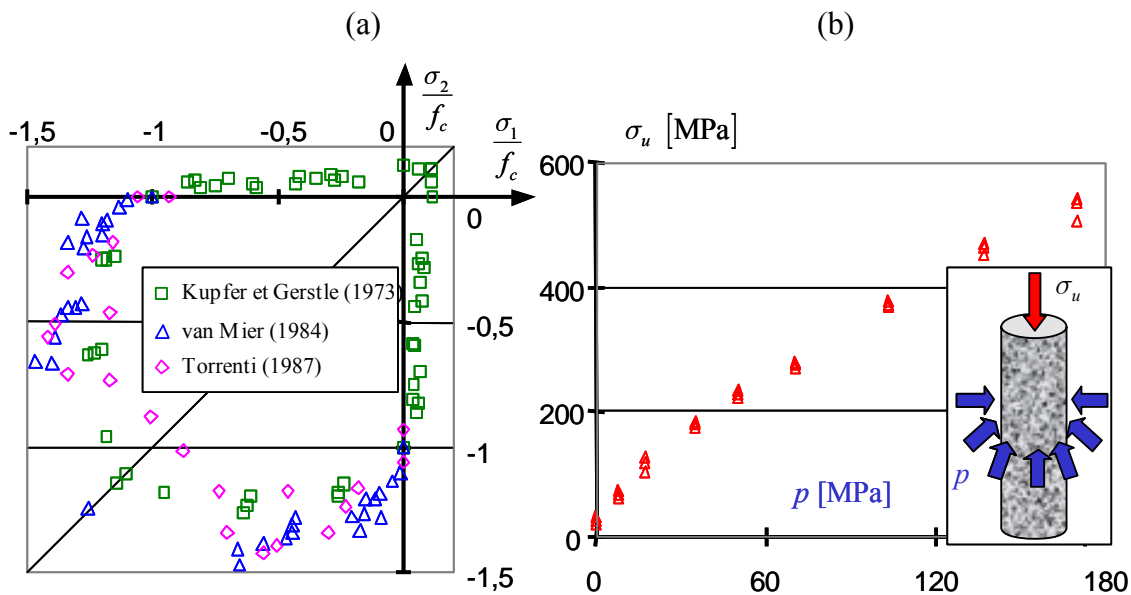 (a)
(b)
σ2/fc
σ1/fc
-1,5
-1
-0,5
0
0
-0,5
-1
-1,5
Kupfer et Gerstle (1973)
van Mier (1984)
Torrenti (1987)
σu [MPa]
600
400
200
0
0
60
120
180
p [MPa]
σu
p